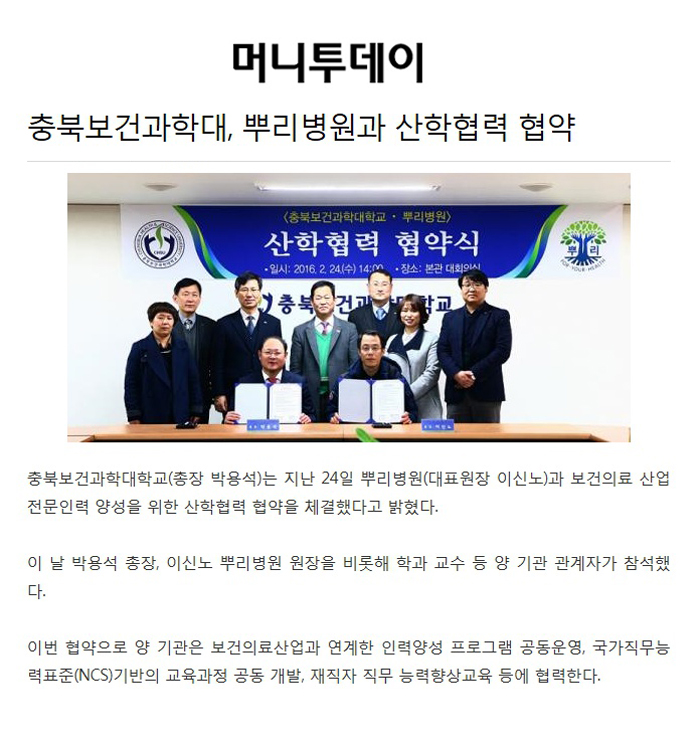 머니투데이
충북보건과학대, 뿌리병원과 산학협력 협약
<충북보건과학대학교 · 뿌리병원>
산학협력 협약식
•일시: 2016. 2. 24.(수) 14:00 •장소: 본관 대회의실
CHSU
뿌리
FOR YOUR HEALTH
충북보건과 대학교
충북보건과학대학교(총장 박용석)는 지난 24일 뿌리병원(대표원장 이신노)과 보건의료 산업
전문인력 양성을 위한 산학협력 협약을 체결했다고 밝혔다.
이 날 박용석 총장, 이신노 뿌리병원 원장을 비롯해 학과 교수 등 양 기관 관계자가 참석했
다.
이번 협약으로 양 기관은 보건의료산업과 연계한 인력양성 프로그램 공동운영, 국가직무능
력표준(NCS)기반의 교육과정 공동 개발, 재직자 직무 능력향상교육 등에 협력한다.